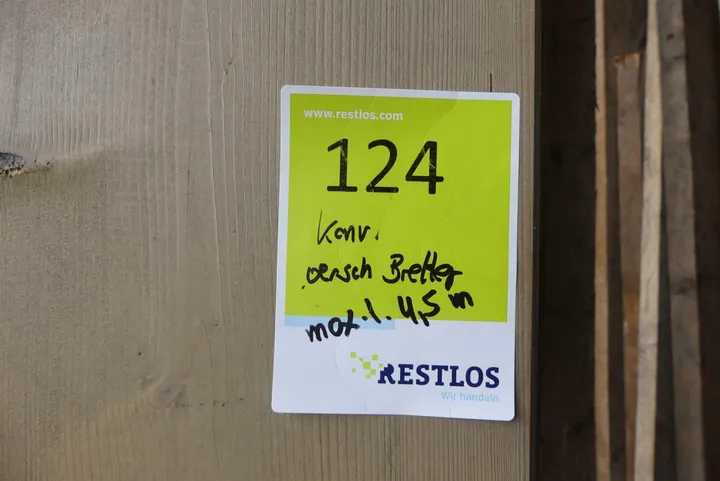 www.restlos.com
124
Konv.
versch Bretter
max. l. 4,5 m
RESTLOS
Wir handeln.